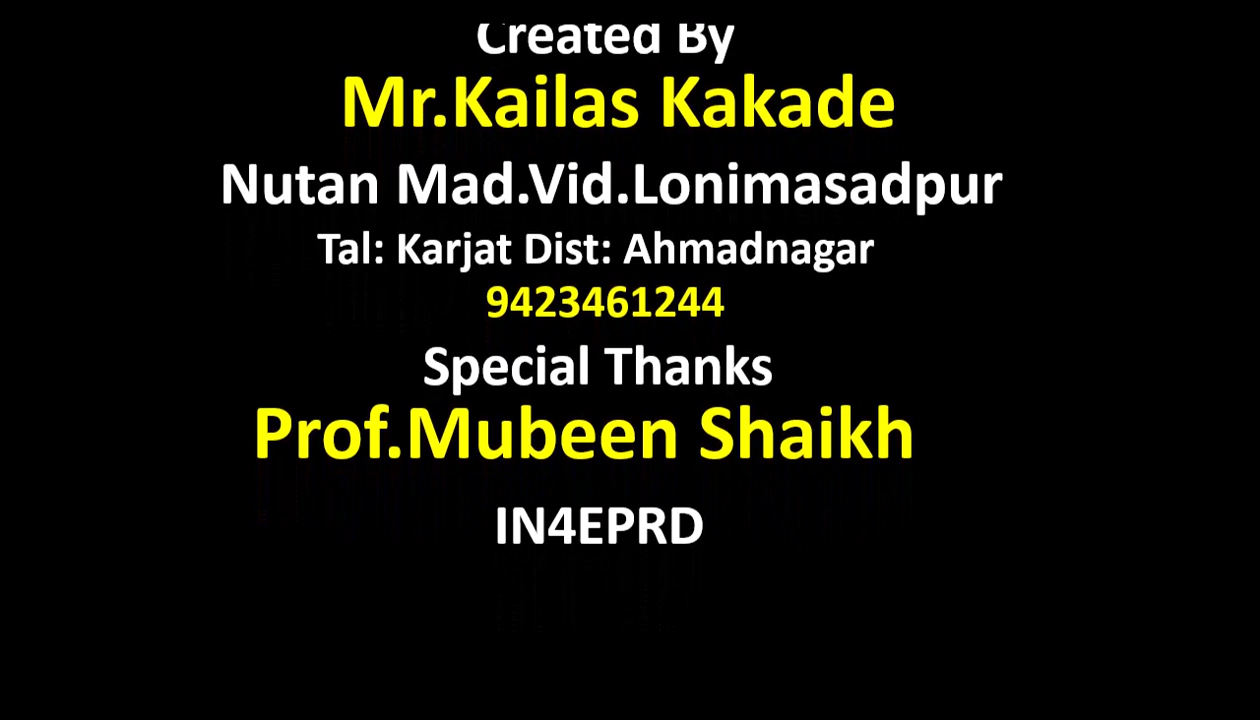 Created By
Mr.Kailas Kakade
Nutan Mad.Vid.Lonimasadpur
Tal: Karjat Dist: Ahmadnagar
9423461244
Special Thanks
Prof.Mubeen Shaikh
IN4EPRD